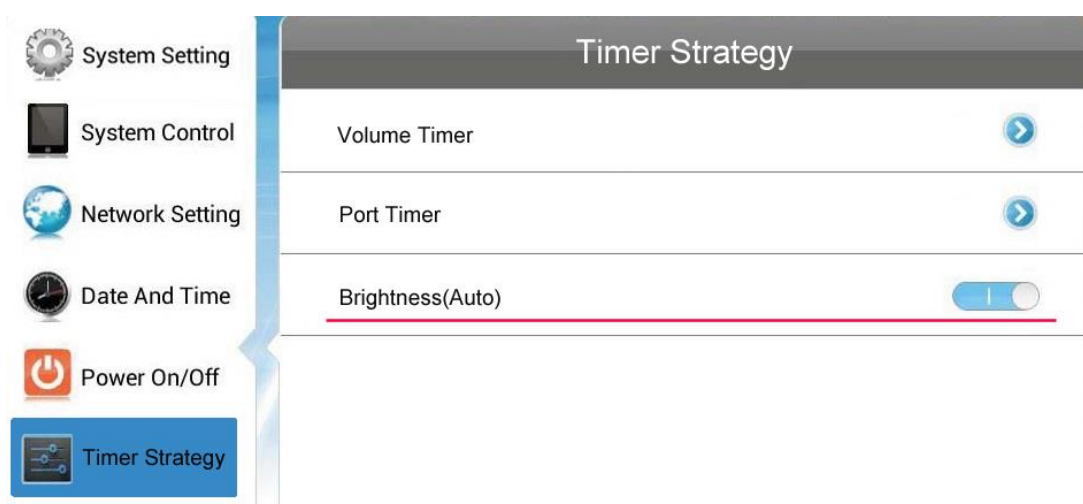 System Setting
System Control
Network Setting
Date And Time
Power On/Off
Timer Strategy
Timer Strategy
Volume Timer
Port Timer
Brightness(Auto)